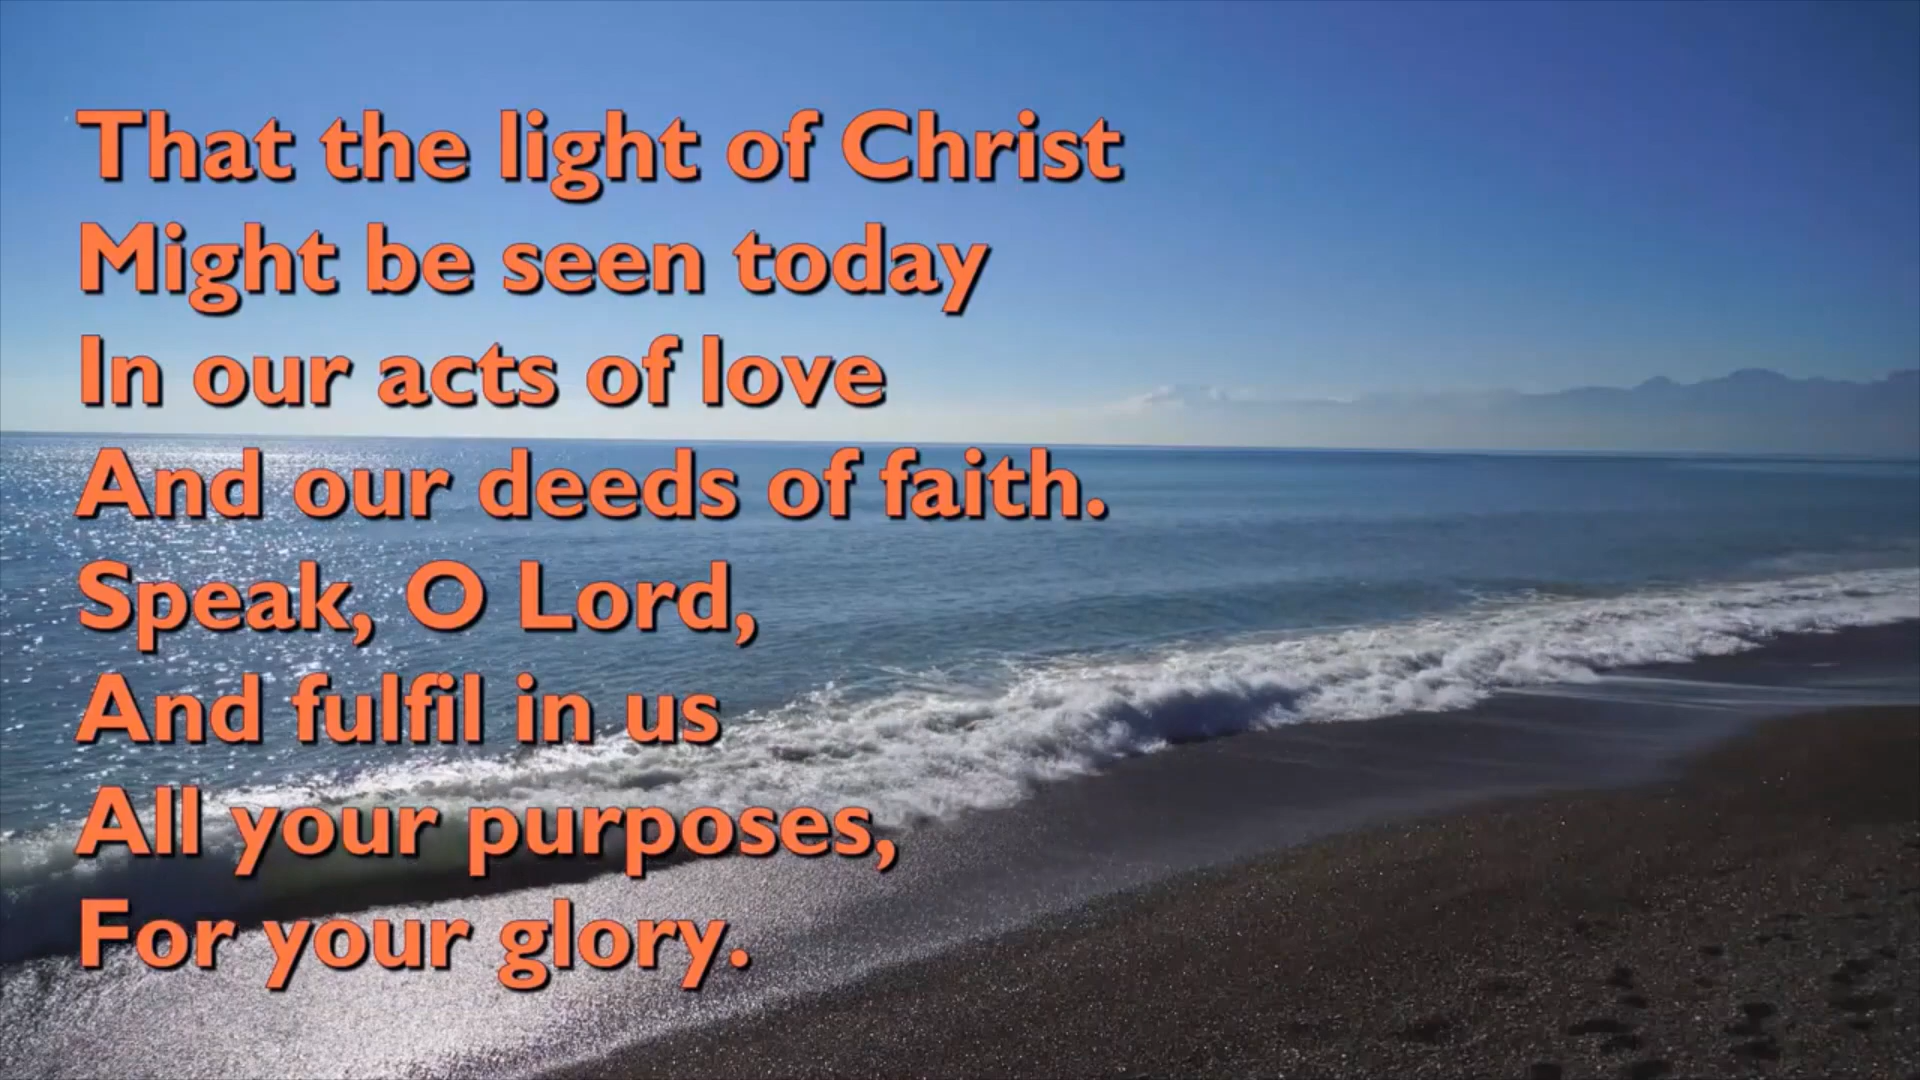 That the light of Christ
Might be seen today
In our acts of love
And our deeds of faith.
Speak, O Lord,
And fulfil in us
All your purposes,
For your glory.